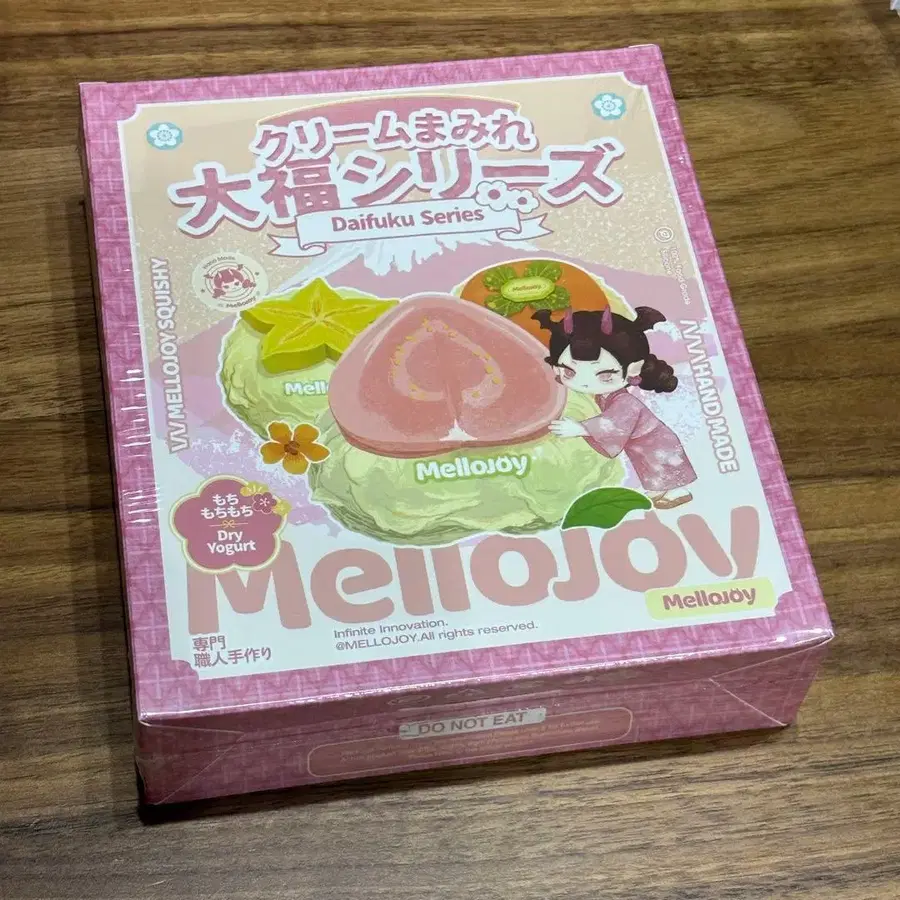 クリームまみれ
大福シリーズ
Daifuku Series
MELLOJOY SQUISHY
MelloJoy
HAND MADE
MelloJoy
もち
もちもち
Dry
Yogurt
MelloJoy
MelloJoy
Infinite Innovation.
@MELLOJOY.All rights reserved.
専門
職人手作り
DO NOT EAT